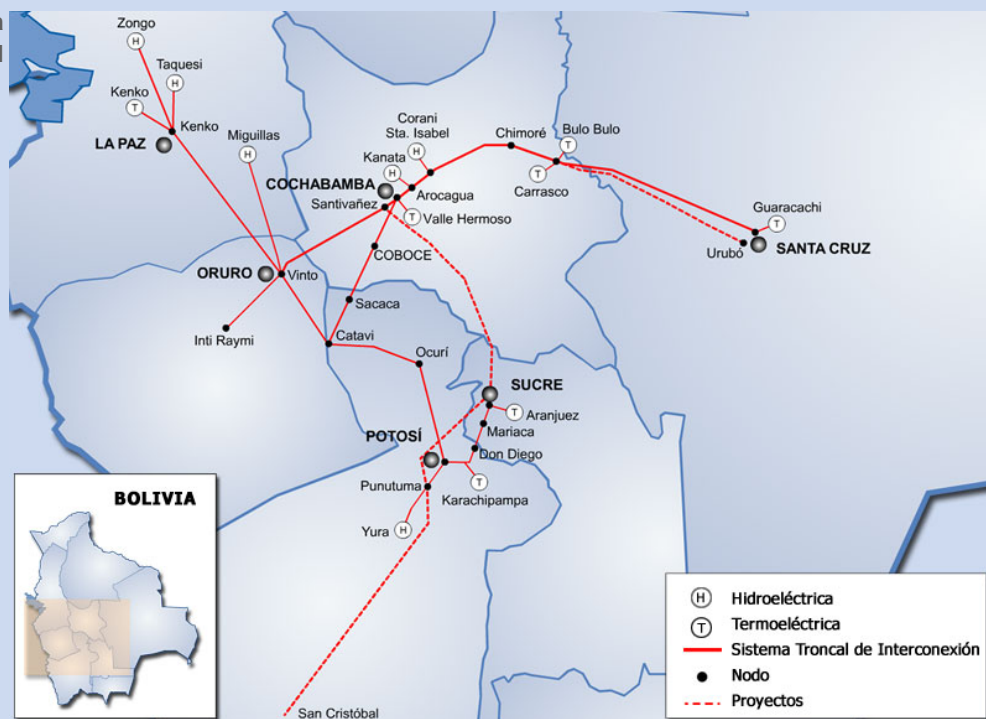 Zongo
H
Taquesi
H
Kenko
T
Kenko
LA PAZ
Miguillas
H
Corani
Sta. Isabel
H
Kanata
H
COCHABAMBA
Arocagua
Santivañez
T
Valle Hermoso
Chimoré
Bulo Bulo
T
T
Carrasco
Guaracachi
T
Urubó
SANTA CRUZ
COBOCE
ORURO
Vinto
Sacaca
Inti Raymi
Catavi
Ocurí
SUCRE
T
Aranjuez
Mariaca
POTOSÍ
Don Diego
T
Karachipampa
Punutuma
Yura
H
San Cristóbal
BOLIVIA
H
Hidroeléctrica
T
Termoeléctrica
Sistema Troncal de Interconexión
Nodo
Proyectos